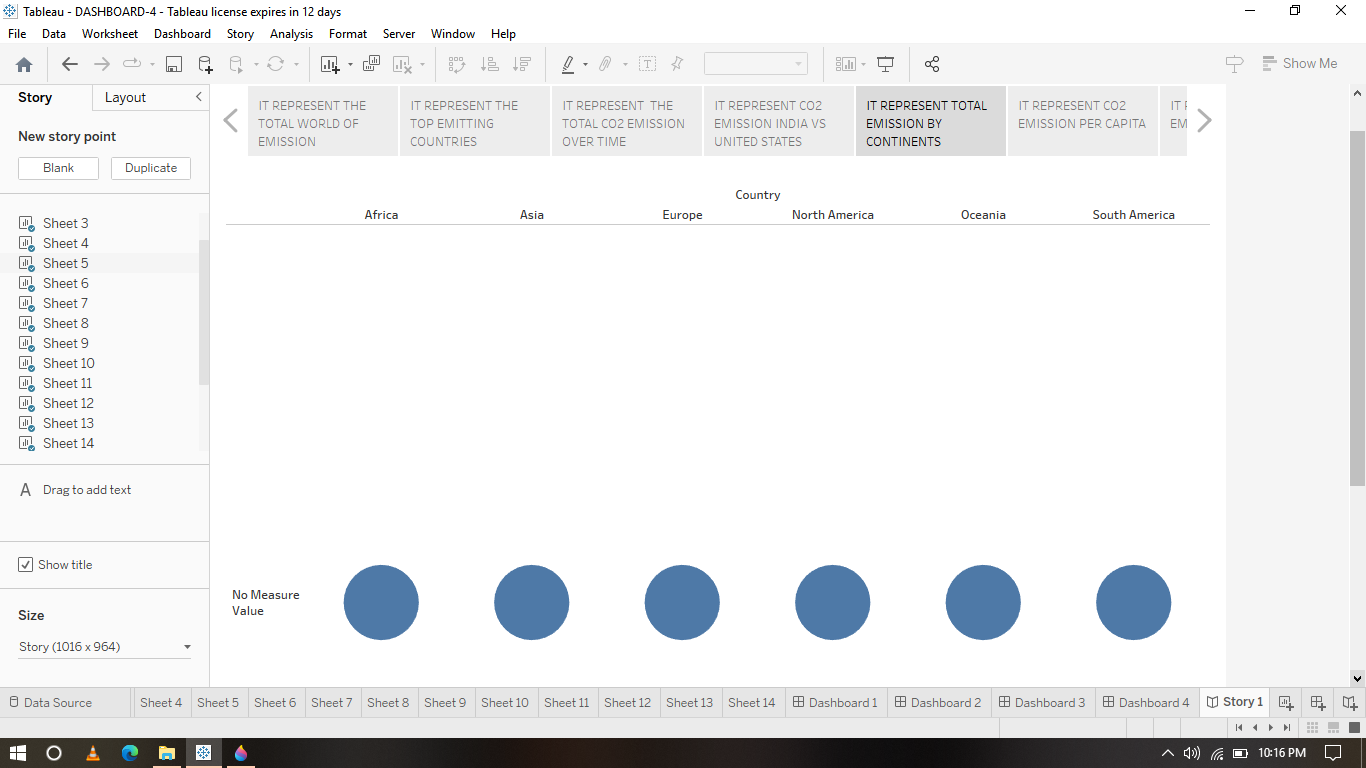 Tableau - DASHBOARD-4 - Tableau license expires in 12 days
File Data Worksheet Dashboard Story Analysis Format Server Window Help
Show Me
Story Layout
New story point
Blank Duplicate
Sheet 3
Sheet 4
Sheet 5
Sheet 6
Sheet 7
Sheet 8
Sheet 9
Sheet 10
Sheet 11
Sheet 12
Sheet 13
Sheet 14
A Drag to add text
Show title
Size
Story (1016 x 964)
IT REPRESENT THE
TOTAL WORLD OF
EMISSION
IT REPRESENT THE
TOP EMITTING
COUNTRIES
IT REPRESENT THE
TOTAL CO2 EMISSION
OVER TIME
IT REPRESENT CO2
EMISSION INDIA VS
UNITED STATES
IT REPRESENT TOTAL
EMISSION BY
CONTINENTS
IT REPRESENT CO2
EMISSION PER CAPITA
IT
EM
Country
Africa Asia Europe North America Oceania South America
No Measure
Value
Data Source Sheet 4 Sheet 5 Sheet 6 Sheet 7 Sheet 8 Sheet 9 Sheet 10 Sheet 11 Sheet 12 Sheet 13 Sheet 14 Dashboard 1 Dashboard 2 Dashboard 3 Dashboard 4 Story 1
10:16 PM